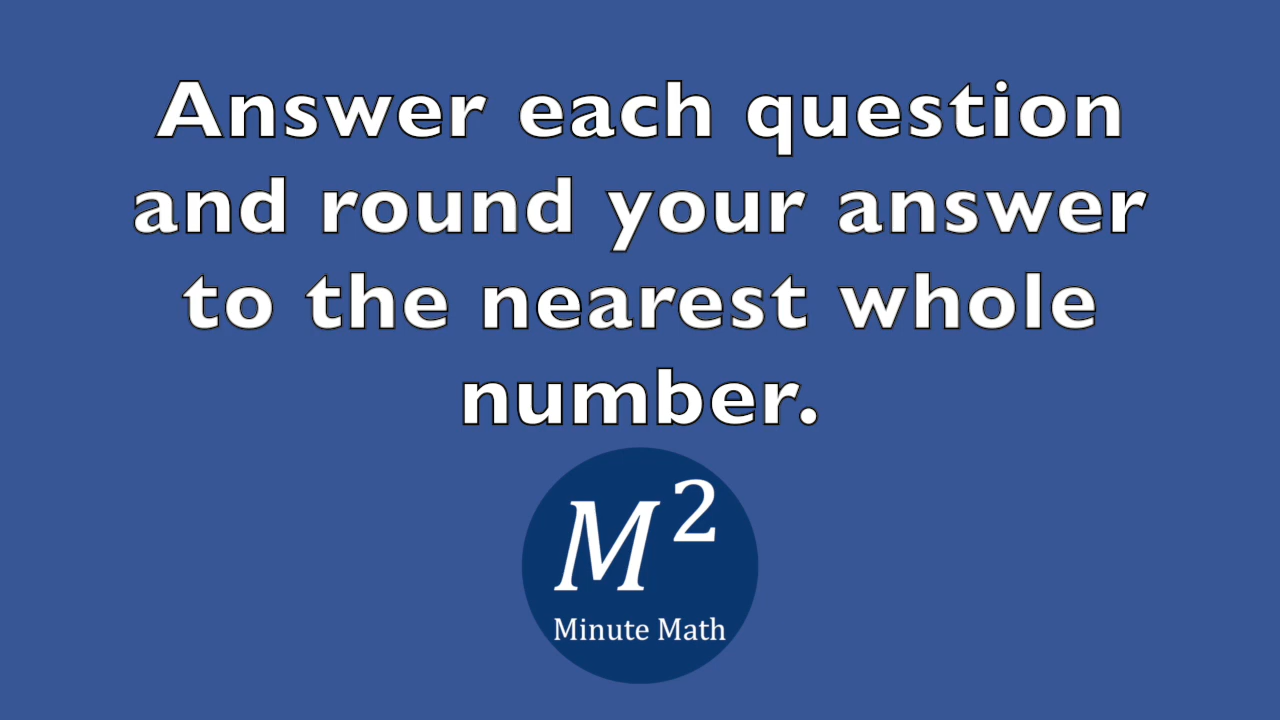 Answer each question
and round your answer
to the nearest whole
number.
M²
Minute Math